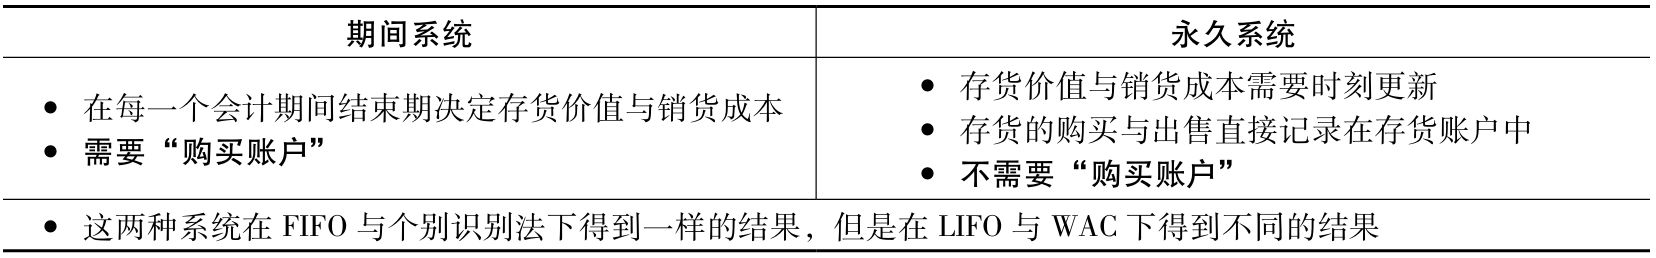 期间系统
永久系统
● 在每一个会计期间结束期决定存货价值与销货成本
● 需要“购买账户”
● 存货价值与销货成本需要时刻更新
● 存货的购买与出售直接记录在存货账户中
● 不需要“购买账户”
● 这两种系统在 FIFO 与个别识别法下得到一样的结果，但是在 LIFO 与 WAC 下得到不同的结果